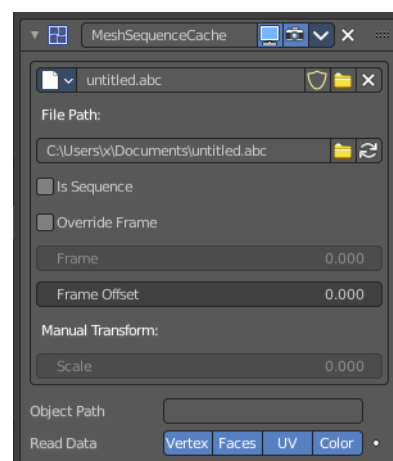 MeshSequenceCache
untitled.abc
File Path:
C:\Users\x\Documents\untitled.abc
Is Sequence
Override Frame
Frame 0.000
Frame Offset 0.000
Manual Transform:
Scale 0.000
Object Path
Read Data Vertex Faces UV Color